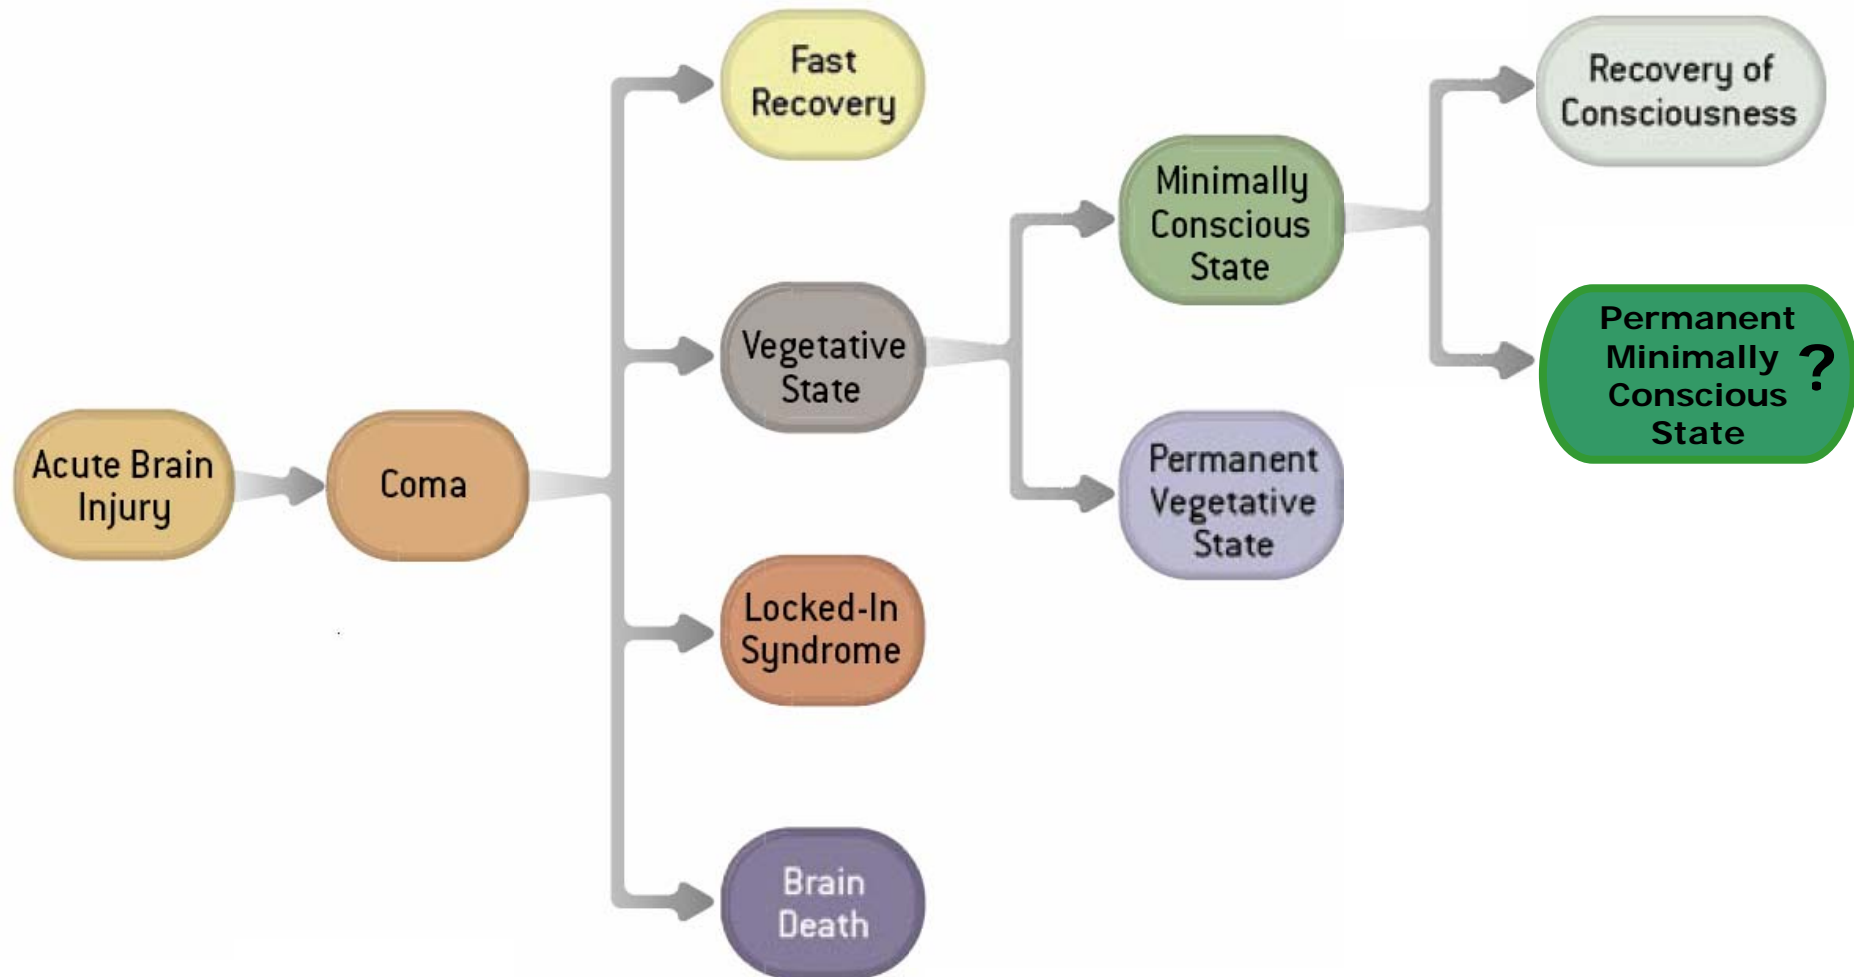 Acute Brain
Injury
Coma
Fast
Recovery
Vegetative
State
Locked-In
Syndrome
Brain
Death
Minimally
Conscious
State
Permanent
Vegetative
State
Recovery of
Consciousness
Permanent
Minimally ?
Conscious
State